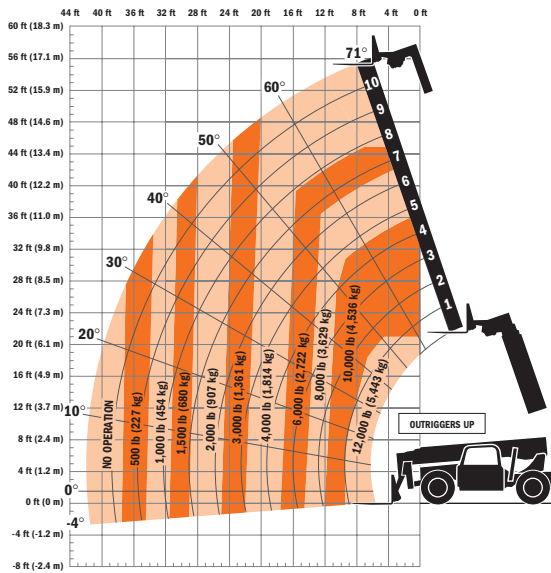 44 ft 40 ft 36 ft 32 ft 28 ft 24 ft 20 ft 16 ft 12 ft 8 ft 4 ft 0 ft
60 ft (18.3 m)
56 ft (17.1 m)
52 ft (15.9 m)
48 ft (14.6 m)
44 ft (13.4 m)
40 ft (12.2 m)
36 ft (11.0 m)
32 ft (9.8 m)
28 ft (8.5 m)
24 ft (7.3 m)
20 ft (6.1 m)
16 ft (4.9 m)
12 ft (3.7 m)
8 ft (2.4 m)
4 ft (1.2 m)
0 ft (0 m)
-4 ft (-1.2 m)
-8 ft (-2.4 m)
71°
60°
50°
40°
30°
20°
10°
0°
-4°
10
9
8
7
6
5
4
3
2
1
NO OPERATION
500 lb (227 kg)
1,000 lb (454 kg)
1,500 lb (680 kg)
2,000 lb (907 kg)
3,000 lb (1,361 kg)
4,000 lb (1,814 kg)
6,000 lb (2,722 kg)
8,000 lb (3,629 kg)
10,000 lb (4,536 kg)
12,000 lb (5,443 kg)
OUTRIGGERS UP